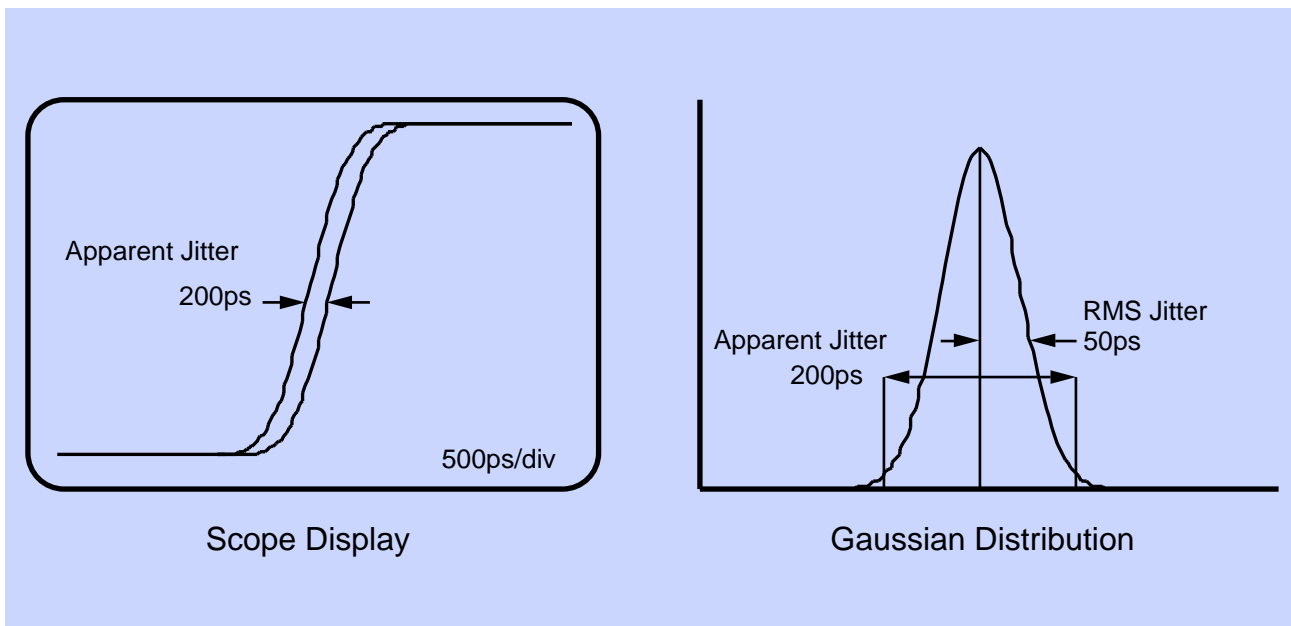 Apparent Jitter
200ps
500ps/div
Scope Display
RMS Jitter
50ps
Apparent Jitter
200ps
Gaussian Distribution